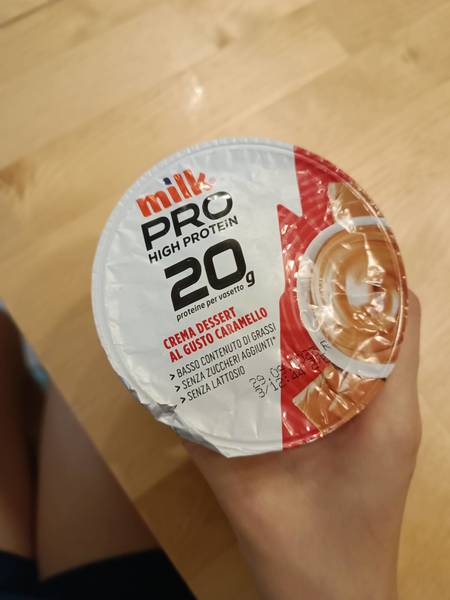 milk
PRO
HIGH PROTEIN
20g
proteine per vasetto
CREMA DESSERT
AL GUSTO CARAMELLO
> BASSO CONTENUTO DI GRASSI
> SENZA ZUCCHERI AGGIUNTI*
> SENZA LATTOSIO